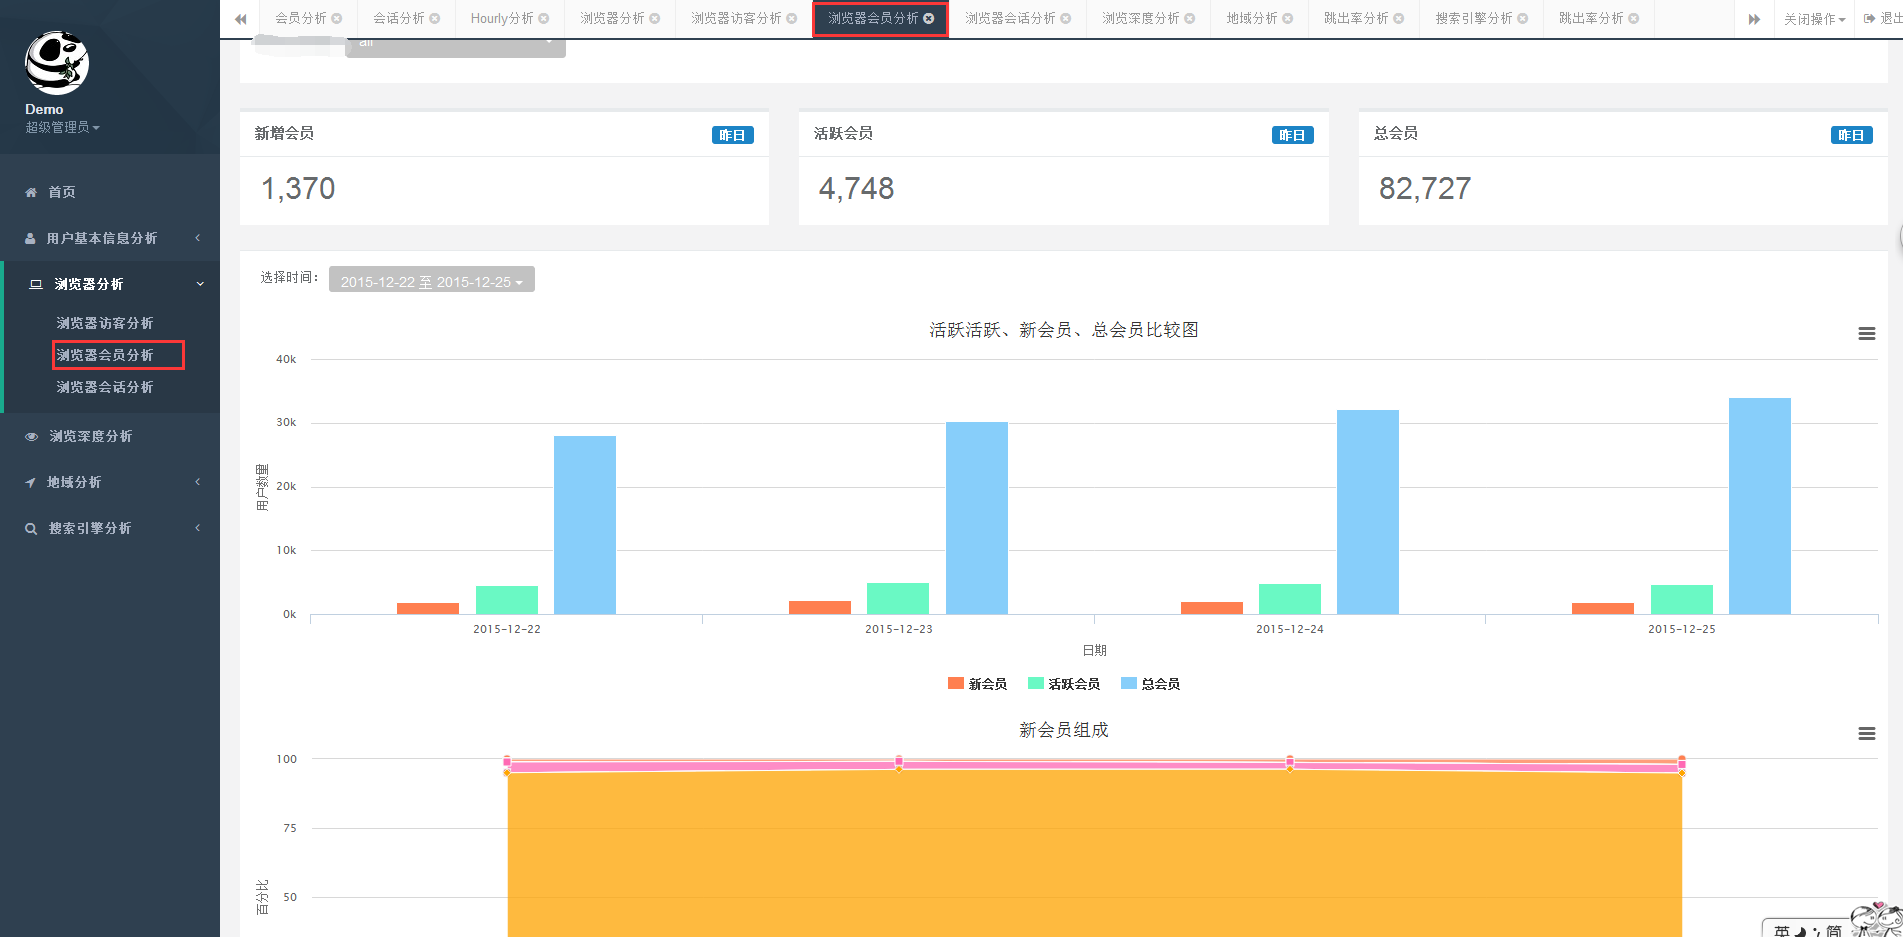 会员分析 会话分析 Hourly分析 浏览器分析 浏览器访客分析 浏览器会员分析 浏览器会话分析 浏览深度分析 地域分析 跳出率分析 搜索引擎分析 跳出率分析 关闭操作 退出
all
Demo
超级管理员
首页
用户基本信息分析
浏览器分析
浏览器访客分析
浏览器会员分析
浏览器会话分析
浏览深度分析
地域分析
搜索引擎分析
新增会员 昨日
1,370
活跃会员 昨日
4,748
总会员 昨日
82,727
选择时间： 2015-12-22 至 2015-12-25
活跃活跃、新会员、总会员比较图
40k
30k
20k
10k
0k
用户数量
2015-12-22 2015-12-23 2015-12-24 2015-12-25
日期
新会员 活跃会员 总会员
新会员组成
100
75
50
百分比
英 简